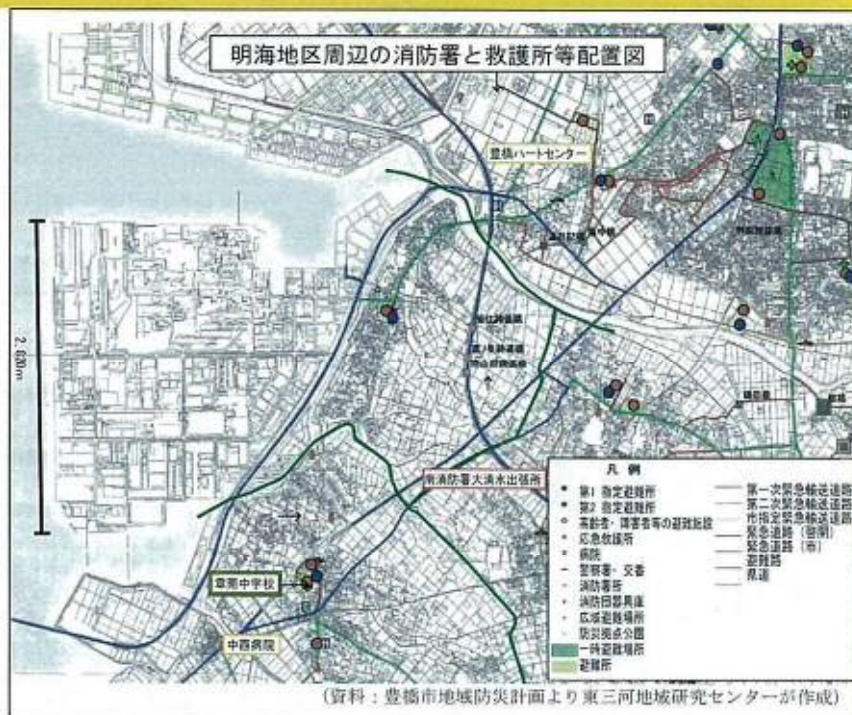 明海地区周辺の消防署と救護所等配置図
豊橋ハートセンター
2,820m
南消防署大清水出張所
章南中学校
中西病院
凡例
第1指定避難所
第2指定避難所
高齢者・障害者等の避難施設
応急救護所
病院
警察署・交番
消防署所
消防団器具庫
広域避難場所
防災拠点公園
一時避難場所
避難所
第一次緊急輸送道路
第二次緊急輸送道路
市指定緊急輸送道路
緊急道路(市)
避難路
県道
(資料:豊橋市地域防災計画より東三河地域研究センターが作成)